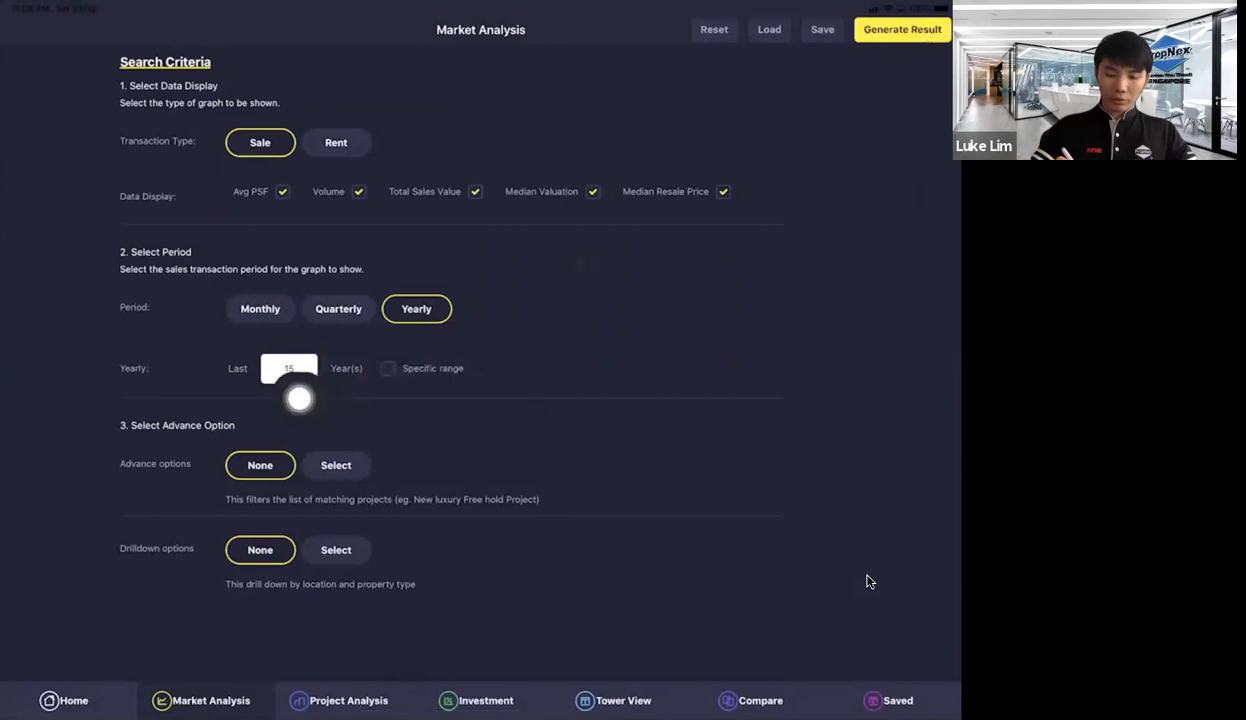 Market Analysis
Reset
Load
Save
Generate Result
Search Criteria
1. Select Data Display
Select the type of graph to be shown.
Transaction Type:
Sale
Rent
Data Display:
Avg PSF
Volume
Total Sales Value
Median Valuation
Median Resale Price
2. Select Period
Select the sales transaction period for the graph to show.
Period:
Monthly
Quarterly
Yearly
Yearly:
Last
15
Year(s)
Specific range
3. Select Advance Option
Advance options
None
Select
This filters the list of matching projects (eg. New luxury Free hold Project)
Drilldown options
None
Select
This drill down by location and property type
Home
Market Analysis
Project Analysis
Investment
Tower View
Compare
Saved
Luke Lim
SINGAPORE